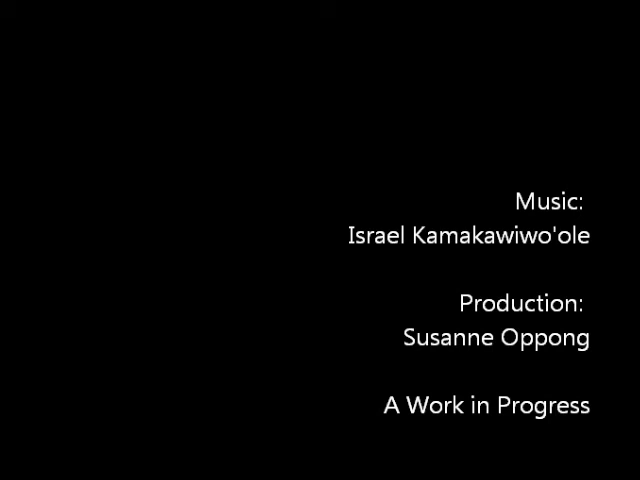 Music:
Israel Kamakawiwo'ole
Production:
Susanne Oppong
A Work in Progress